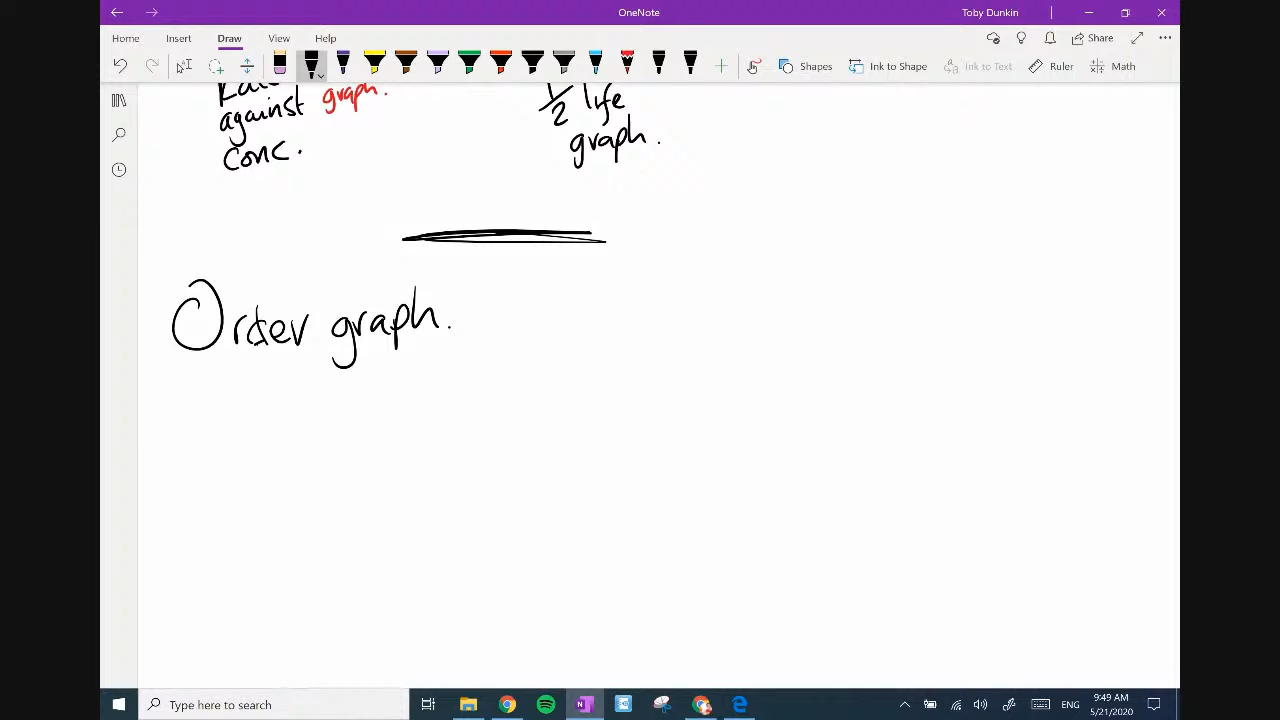 OneNote
Toby Dunkin
Home Insert Draw View Help
Share
Shapes Ink to Shape Ink to Text Ruler Math
Rate
against graph.
conc.
1/2 life
graph.
Order graph.
Type here to search
ENG
9:49 AM
5/21/2020